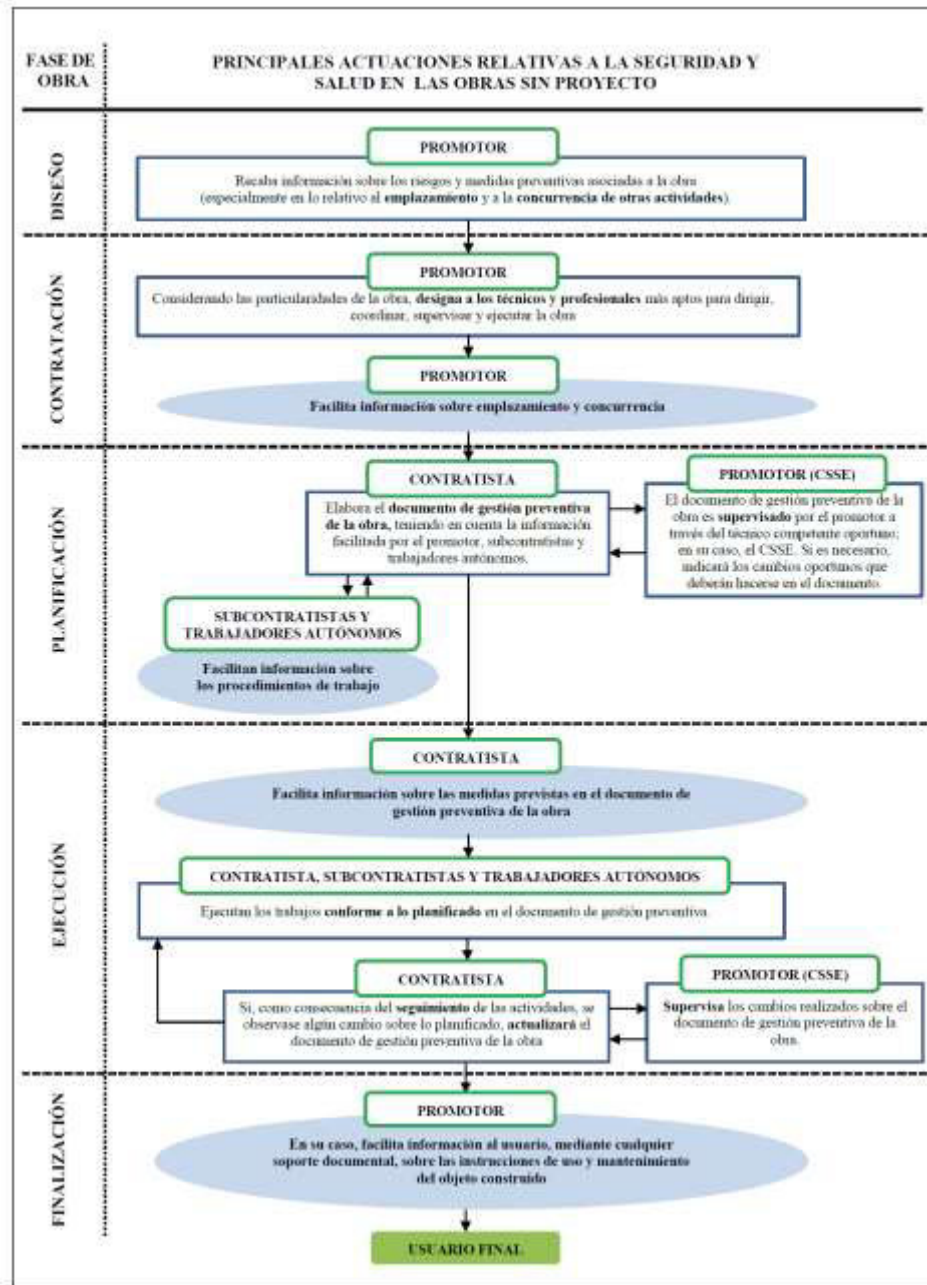 FASE DE
OBRA
PRINCIPALES ACTUACIONES RELATIVAS A LA SEGURIDAD Y
SALUD EN LAS OBRAS SIN PROYECTO
DISEÑO
PROMOTOR
Recaba información sobre los riesgos y medidas preventivas asociadas a la obra
(especialmente en lo relativo al emplazamiento y a la concurrencia de otras actividades).
CONTRATACIÓN
PROMOTOR
Considerando las particularidades de la obra, designa a los técnicos y profesionales más aptos para dirigir,
coordinar, supervisar y ejecutar la obra
PROMOTOR
Facilita información sobre emplazamiento y concurrencia
PLANIFICACIÓN
CONTRATISTA
Elabora el documento de gestión preventiva
de la obra, teniendo en cuenta la información
facilitada por el promotor, subcontratistas y
trabajadores autónomos.
PROMOTOR (CSSE)
El documento de gestión preventiva de la
obra es supervisado por el promotor a
través del técnico competente oportuno;
en su caso, el CSSE. Si es necesario,
indicará los cambios oportunos que
deberán hacerse en el documento.
SUBCONTRATISTAS Y
TRABAJADORES AUTÓNOMOS
Facilitan información sobre
los procedimientos de trabajo
EJECUCIÓN
CONTRATISTA
Facilita información sobre las medidas previstas en el documento de
gestión preventiva de la obra
CONTRATISTA, SUBCONTRATISTAS Y TRABAJADORES AUTÓNOMOS
Ejecutan los trabajos conforme a lo planificado en el documento de gestión preventiva.
CONTRATISTA
Si, como consecuencia del seguimiento de las actividades, se
observase algún cambio sobre lo planificado, actualizará el
documento de gestión preventiva de la obra
PROMOTOR (CSSE)
Supervisa los cambios realizados sobre el
documento de gestión preventiva de la
obra.
FINALIZACIÓN
PROMOTOR
En su caso, facilita información al usuario, mediante cualquier
soporte documental, sobre las instrucciones de uso y mantenimiento
del objeto construido
USUARIO FINAL